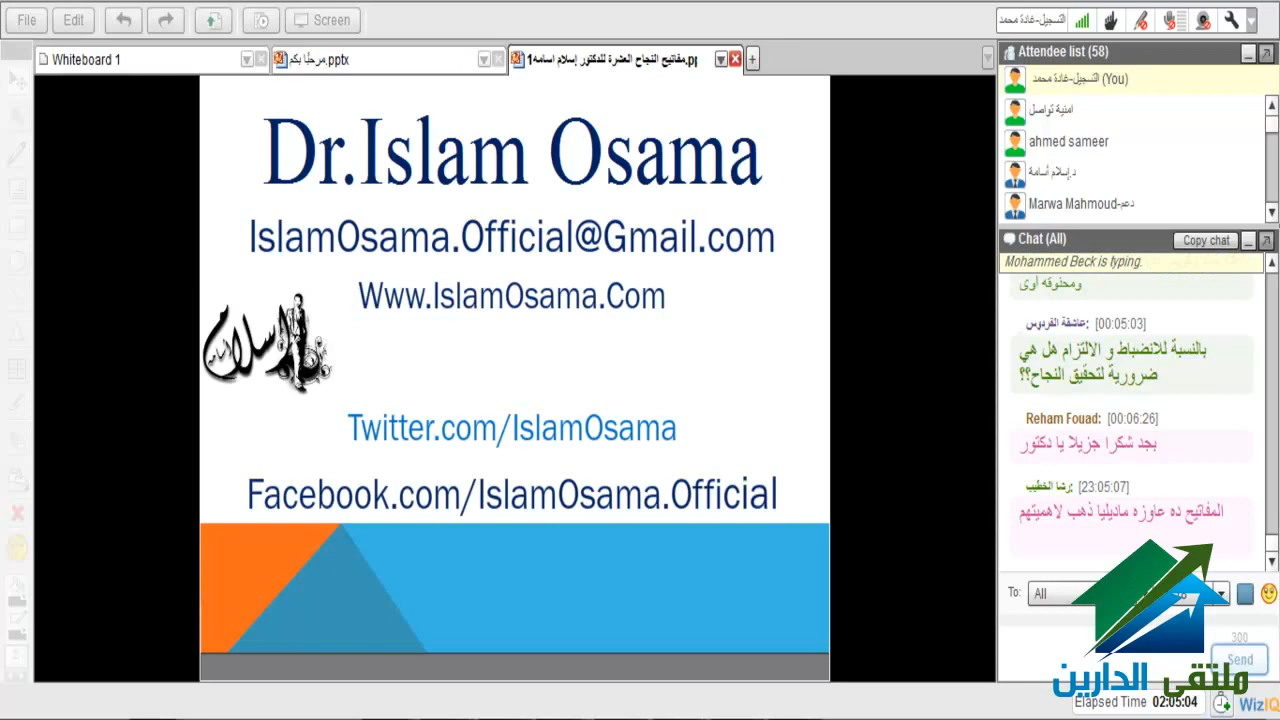 File Edit Screen
التسجيل-غادة محمد
Whiteboard 1
مرحباً بكم.pptx
مفاتيح النجاح العشرة للدكتور إسلام اسامه1.pp
Dr.Islam Osama
IslamOsama.Official@Gmail.com
Www.IslamOsama.Com
إسلام
أسامة
Twitter.com/IslamOsama
Facebook.com/IslamOsama.Official
Attendee list (58)
التسجيل-غادة محمد (You)
امنية تواصل
ahmed sameer
د.إسلام أسامة
Marwa Mahmoud-دعم
Chat (All)
Copy chat
Mohammed Beck is typing.
عاشقة الفردوس: [00:05:03]
بالنسبة للانضباط و الالتزام هل هي
ضرورية لتحقيق النجاح؟؟
Reham Fouad: [00:06:26]
بجد شكرا جزيلا يا دكتور
رضا الخطيب: [23:05:07]
المفاتيح ده عاوزه ماديليا ذهب لاهميتهم
To: All
300
Send
ملتقى الدارين
Elapsed Time 02:05:04
WizIQ